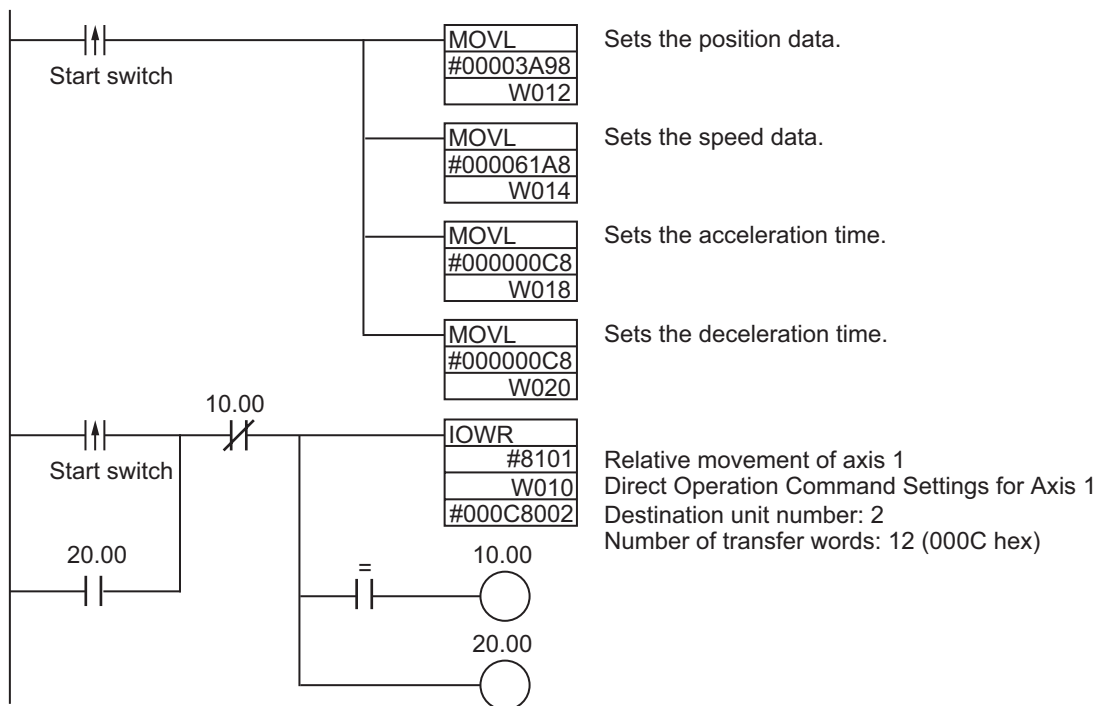 MOVL Sets the position data.
#00003A98
Start switch
W012
MOVL Sets the speed data.
#000061A8
W014
MOVL Sets the acceleration time.
#000000C8
W018
MOVL Sets the deceleration time.
#000000C8
W020
10.00
IOWR
#8101 Relative movement of axis 1
Start switch
W010 Direct Operation Command Settings for Axis 1
#000C8002 Destination unit number: 2
Number of transfer words: 12 (000C hex)
20.00
=
10.00
20.00